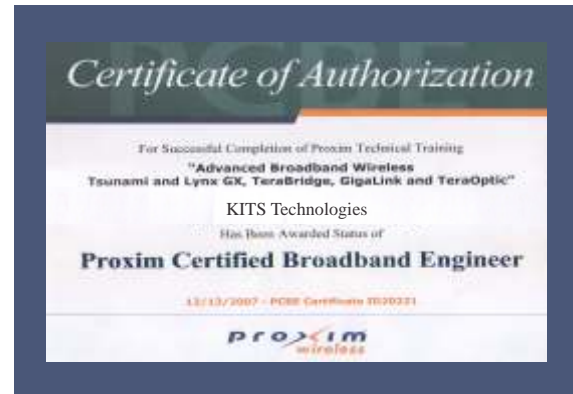 PCBE
Certificate of Authorization
For Successful Completion of Proxim Technical Training
"Advanced Broadband Wireless
Tsunami and Lynx GX, TeraBridge, GigaLink and TeraOptic"
KITS Technologies
Has Been Awarded Status of
Proxim Certified Broadband Engineer
12/13/2007 - PCBE Certificate
proxim
wireless